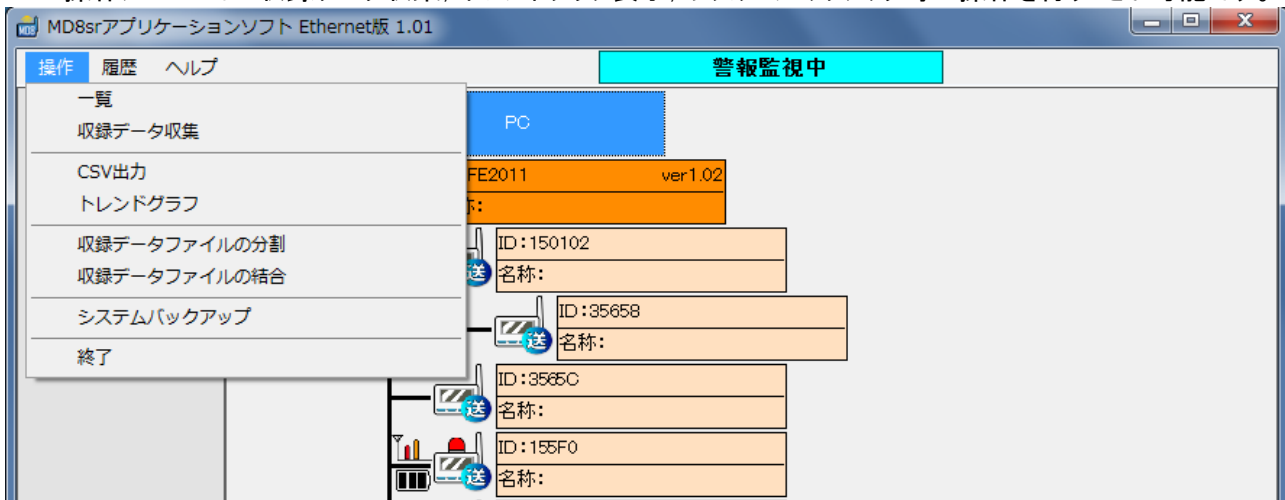 MD8srアプリケーションソフト Ethernet版 1.01
操作 履歴 ヘルプ
警報監視中
一覧
収録データ収集
CSV出力
トレンドグラフ
収録データファイルの分割
収録データファイルの結合
システムバックアップ
終了
PC
FE2011 ver1.02
ID:150102
名称:
ID:35658
名称:
ID:3565C
名称:
ID:155F0
名称:
送
送
送
送